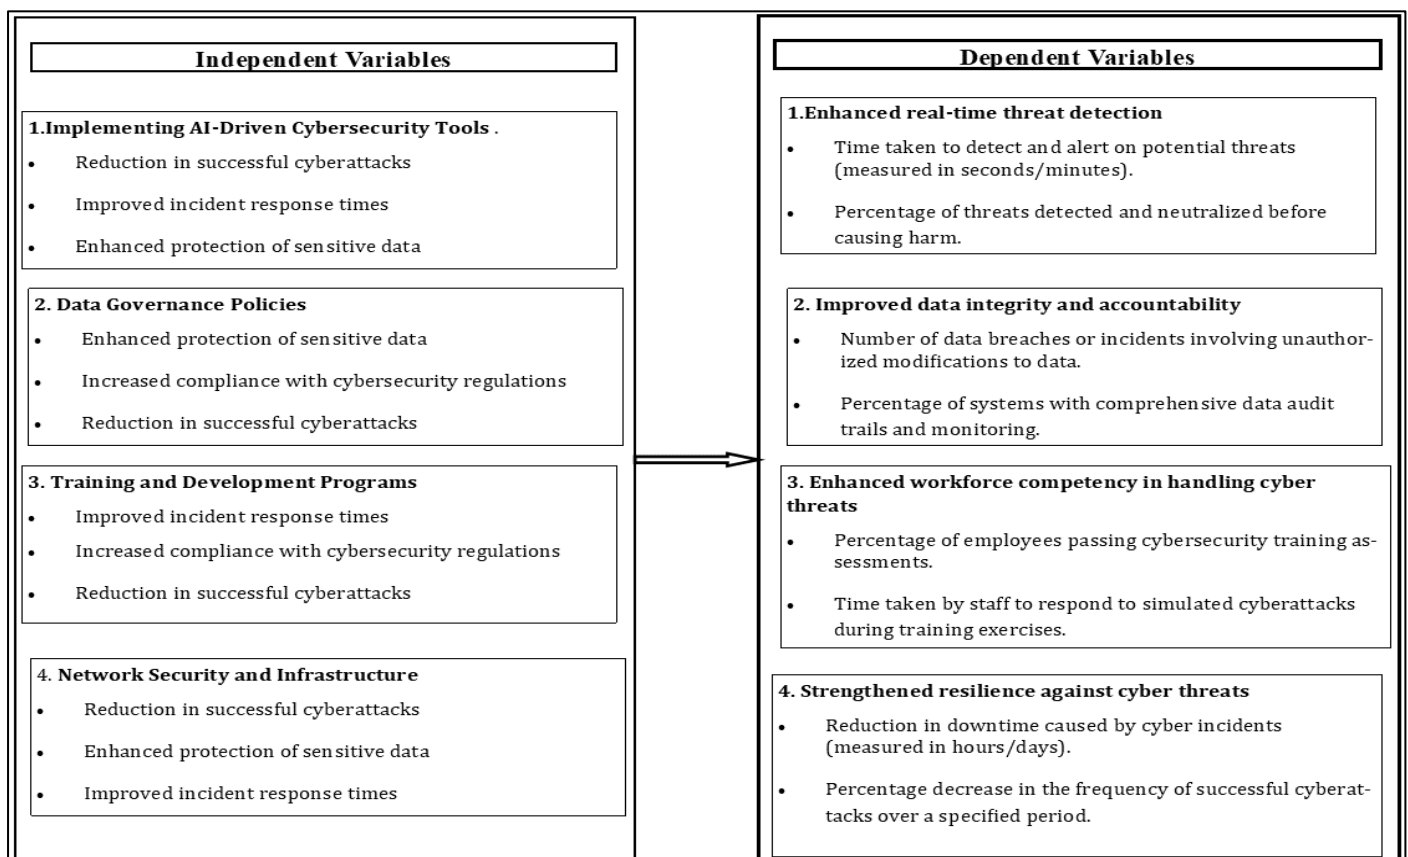 Independent Variables
1.Implementing AI-Driven Cybersecurity Tools .
• Reduction in successful cyberattacks
• Improved incident response times
• Enhanced protection of sensitive data
2. Data Governance Policies
• Enhanced protection of sensitive data
• Increased compliance with cybersecurity regulations
• Reduction in successful cyberattacks
3. Training and Development Programs
• Improved incident response times
• Increased compliance with cybersecurity regulations
• Reduction in successful cyberattacks
4. Network Security and Infrastructure
• Reduction in successful cyberattacks
• Enhanced protection of sensitive data
• Improved incident response times
Dependent Variables
1.Enhanced real-time threat detection
• Time taken to detect and alert on potential threats
(measured in seconds/minutes).
• Percentage of threats detected and neutralized before
causing harm.
2. Improved data integrity and accountability
• Number of data breaches or incidents involving unauthor-
ized modifications to data.
• Percentage of systems with comprehensive data audit
trails and monitoring.
3. Enhanced workforce competency in handling cyber
threats
• Percentage of employees passing cybersecurity training as-
sessments.
• Time taken by staff to respond to simulated cyberattacks
during training exercises.
4. Strengthened resilience against cyber threats
• Reduction in downtime caused by cyber incidents
(measured in hours/days).
• Percentage decrease in the frequency of successful cyberat-
tacks over a specified period.